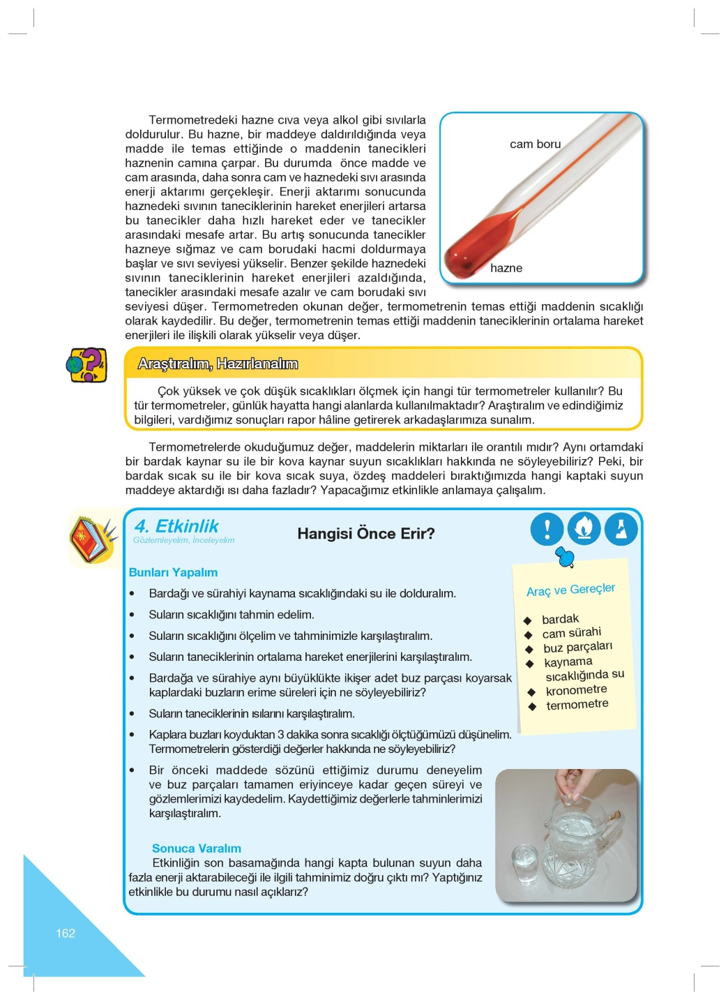 Termometredeki hazne cıva veya alkol gibi sıvılarla
doldurulur. Bu hazne, bir maddeye daldırıldığında veya
madde ile temas ettiğinde o maddenin tanecikleri
haznenin camına çarpar. Bu durumda önce madde ve
cam arasında, daha sonra cam ve haznedeki sıvı arasında
enerji aktarımı gerçekleşir. Enerji aktarımı sonucunda
haznedeki sıvının taneciklerinin hareket enerjileri artarsa
bu tanecikler daha hızlı hareket eder ve tanecikler
arasındaki mesafe artar. Bu artış sonucunda tanecikler
hazneye sığmaz ve cam borudaki hacmi doldurmaya
başlar ve sıvı seviyesi yükselir. Benzer şekilde haznedeki
sıvının taneciklerinin hareket enerjileri azaldığında,
tanecikler arasındaki mesafe azalır ve cam borudaki sıvı
seviyesi düşer. Termometreden okunan değer, termometrenin temas ettiği maddenin sıcaklığı
olarak kaydedilir. Bu değer, termometrenin temas ettiği maddenin taneciklerinin ortalama hareket
enerjileri ile ilişkili olarak yükselir veya düşer.
cam boru
hazne
Araştıralım, Hazırlanalım
Çok yüksek ve çok düşük sıcaklıkları ölçmek için hangi tür termometreler kullanılır? Bu
tür termometreler, günlük hayatta hangi alanlarda kullanılmaktadır? Araştıralım ve edindiğimiz
bilgileri, vardığımız sonuçları rapor hâline getirerek arkadaşlarımıza sunalım.
Termometrelerde okuduğumuz değer, maddelerin miktarları ile orantılı mıdır? Aynı ortamdaki
bir bardak kaynar su ile bir kova kaynar suyun sıcaklıkları hakkında ne söyleyebiliriz? Peki, bir
bardak sıcak su ile bir kova sıcak suya, özdeş maddeleri bıraktığımızda hangi kaptaki suyun
maddeye aktardığı ısı daha fazladır? Yapacağımız etkinlikle anlamaya çalışalım.
4. Etkinlik
Gözlemleyelim, İnceleyelim
Hangisi Önce Erir?
Bunları Yapalım
• Bardağı ve sürahiyi kaynama sıcaklığındaki su ile dolduralım.
• Suların sıcaklığını tahmin edelim.
• Suların sıcaklığını ölçelim ve tahminimizle karşılaştıralım.
• Suların taneciklerinin ortalama hareket enerjilerini karşılaştıralım.
• Bardağa ve sürahiye aynı büyüklükte ikişer adet buz parçası koyarsak
kaplardaki buzların erime süreleri için ne söyleyebiliriz?
• Suların taneciklerinin ısılarını karşılaştıralım.
• Kaplara buzları koyduktan 3 dakika sonra sıcaklığı ölçtüğümüzü düşünelim.
Termometrelerin gösterdiği değerler hakkında ne söyleyebiliriz?
• Bir önceki maddede sözünü ettiğimiz durumu deneyelim
ve buz parçaları tamamen eriyinceye kadar geçen süreyi ve
gözlemlerimizi kaydedelim. Kaydettiğimiz değerlerle tahminlerimizi
karşılaştıralım.
Araç ve Gereçler
◆ bardak
◆ cam sürahi
◆ buz parçaları
◆ kaynama
sıcaklığında su
◆ kronometre
◆ termometre
Sonuca Varalım
Etkinliğin son basamağında hangi kapta bulunan suyun daha
fazla enerji aktarabileceği ile ilgili tahminimiz doğru çıktı mı? Yaptığınız
etkinlikle bu durumu nasıl açıklarız?
162